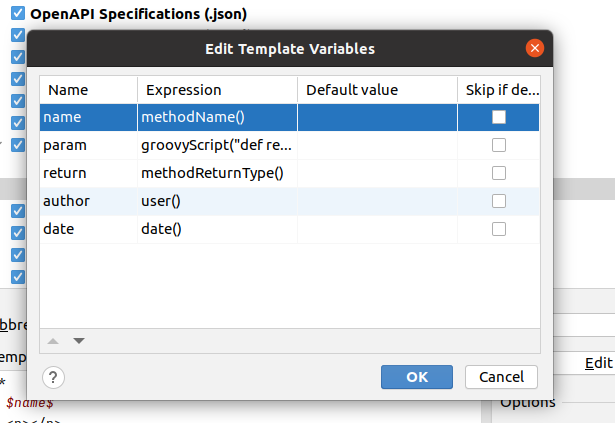 OpenAPI Specifications (.json)
Edit Template Variables
Name Expression Default value Skip if de...
name methodName()
param groovyScript("def re...
return methodReturnType()
author user()
date date()
bbre
emp
Edit
? OK Cancel
*
$name$
Options
<p></p>